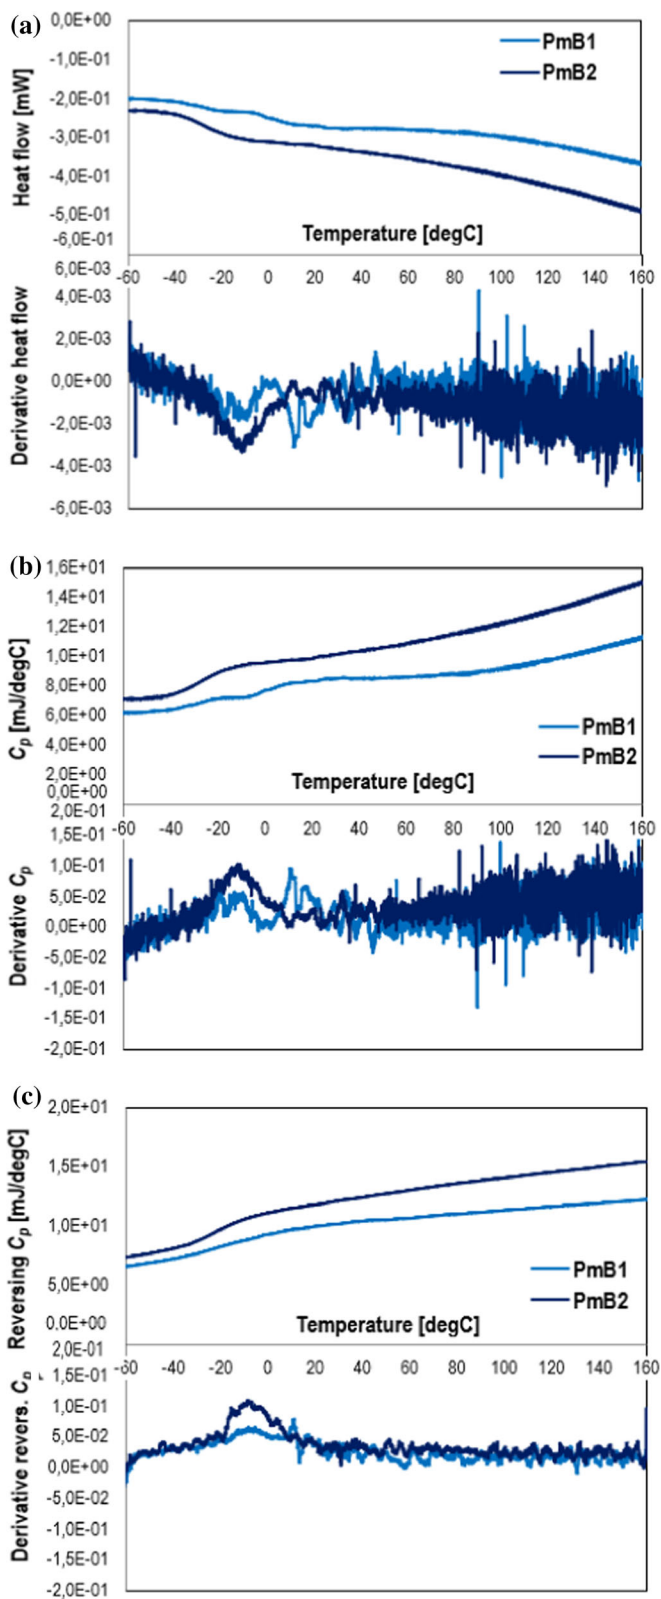 (a)
0,0E+00
-1,0E-01
-2,0E-01
-3,0E-01
-4,0E-01
-5,0E-01
-6,0E-01
Heat flow [mW]
PmB1
PmB2
Temperature [degC]
-60 -40 -20 0 20 40 60 80 100 120 140 160
6,0E-03
4,0E-03
2,0E-03
0,0E+00
-2,0E-03
-4,0E-03
-6,0E-03
Derivative heat flow
(b)
1,6E+01
1,4E+01
1,2E+01
1,0E+01
8,0E+00
6,0E+00
4,0E+00
2,0E+00
0,0E+00
Cp [mJ/degC]
PmB1
PmB2
Temperature [degC]
-60 -40 -20 0 20 40 60 80 100 120 140 160
2,0E-01
1,5E-01
1,0E-01
5,0E-02
0,0E+00
-5,0E-02
-1,0E-01
-1,5E-01
-2,0E-01
Derivative Cp
(c)
2,0E+01
1,5E+01
1,0E+01
5,0E+00
0,0E+00
Reversing Cp [mJ/degC]
PmB1
PmB2
Temperature [degC]
-60 -40 -20 0 20 40 60 80 100 120 140 160
2,0E-01
1,5E-01
1,0E-01
5,0E-02
0,0E+00
-5,0E-02
-1,0E-01
-1,5E-01
-2,0E-01
Derivative revers. Cp